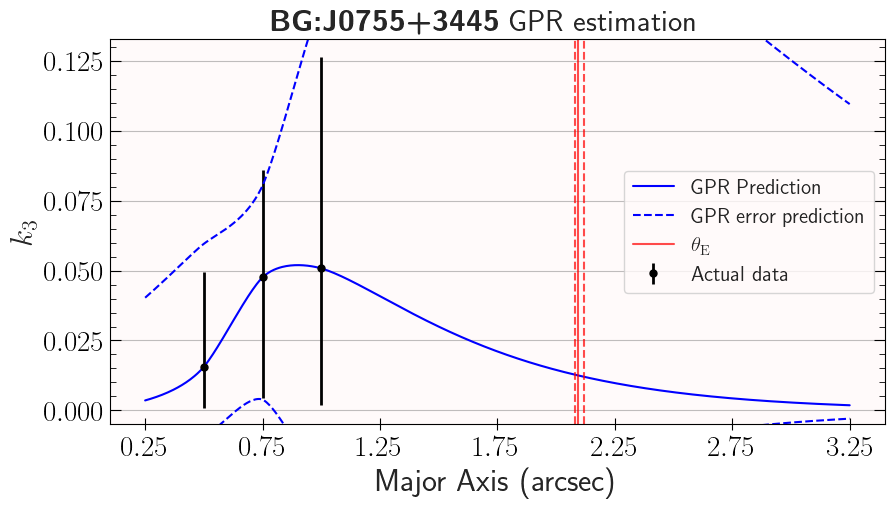 BG:J0755+3445 GPR estimation
0.125
0.100
0.075
0.050
0.025
0.000
k3
GPR Prediction
GPR error prediction
θE
Actual data
0.25 0.75 1.25 1.75 2.25 2.75 3.25
Major Axis (arcsec)